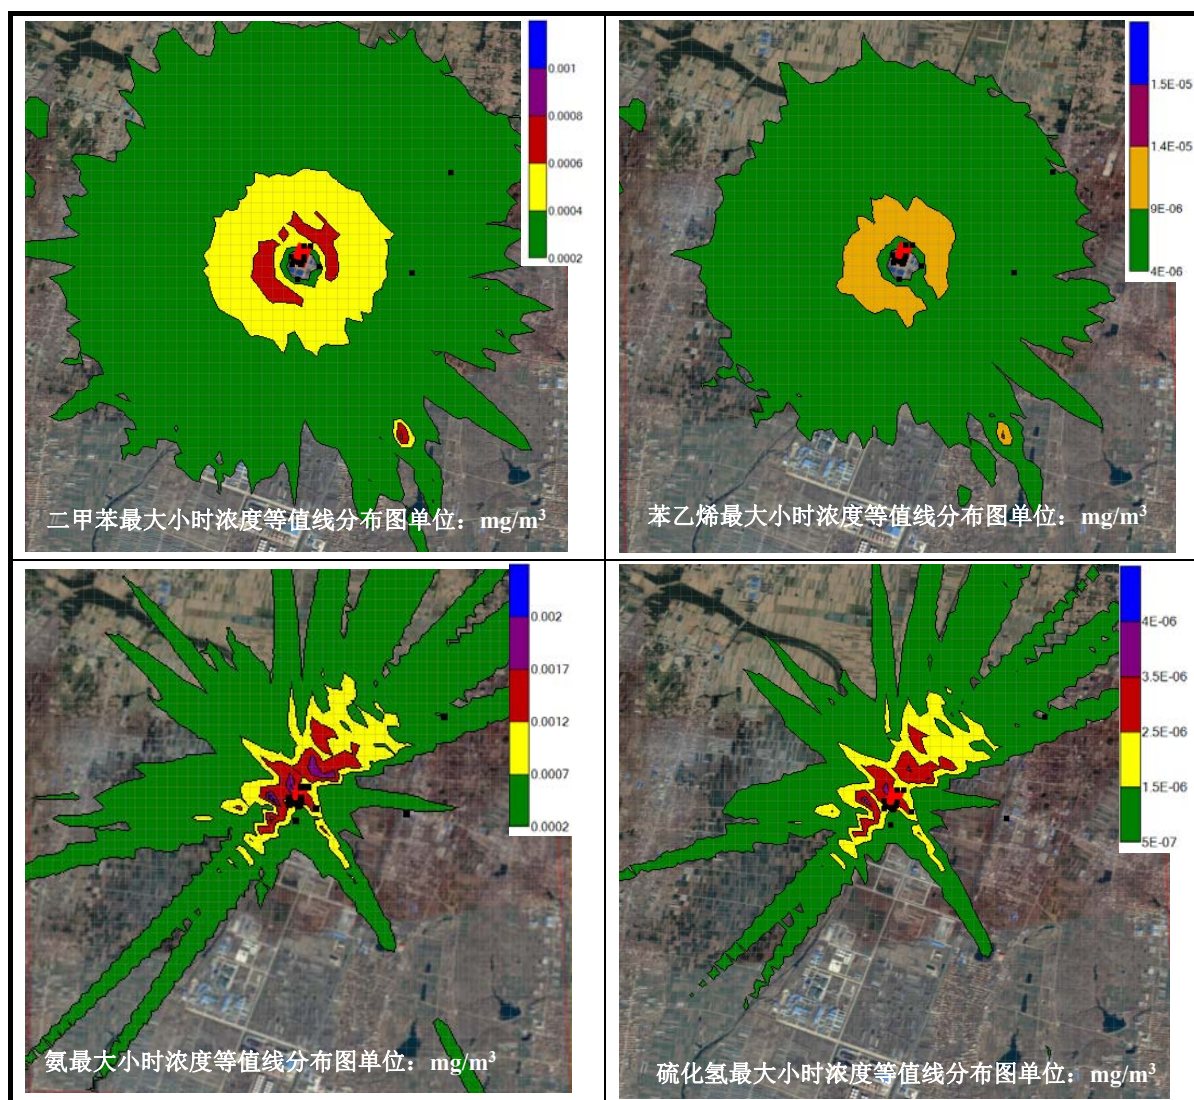 0.001
0.0008
0.0006
0.0004
0.0002
二甲苯最大小时浓度等值线分布图单位：mg/m³
1.5E-05
1.4E-05
9E-06
4E-06
苯乙烯最大小时浓度等值线分布图单位：mg/m³
0.002
0.0017
0.0012
0.0007
0.0002
氨最大小时浓度等值线分布图单位：mg/m³
4E-06
3.5E-06
2.5E-06
1.5E-06
5E-07
硫化氢最大小时浓度等值线分布图单位：mg/m³